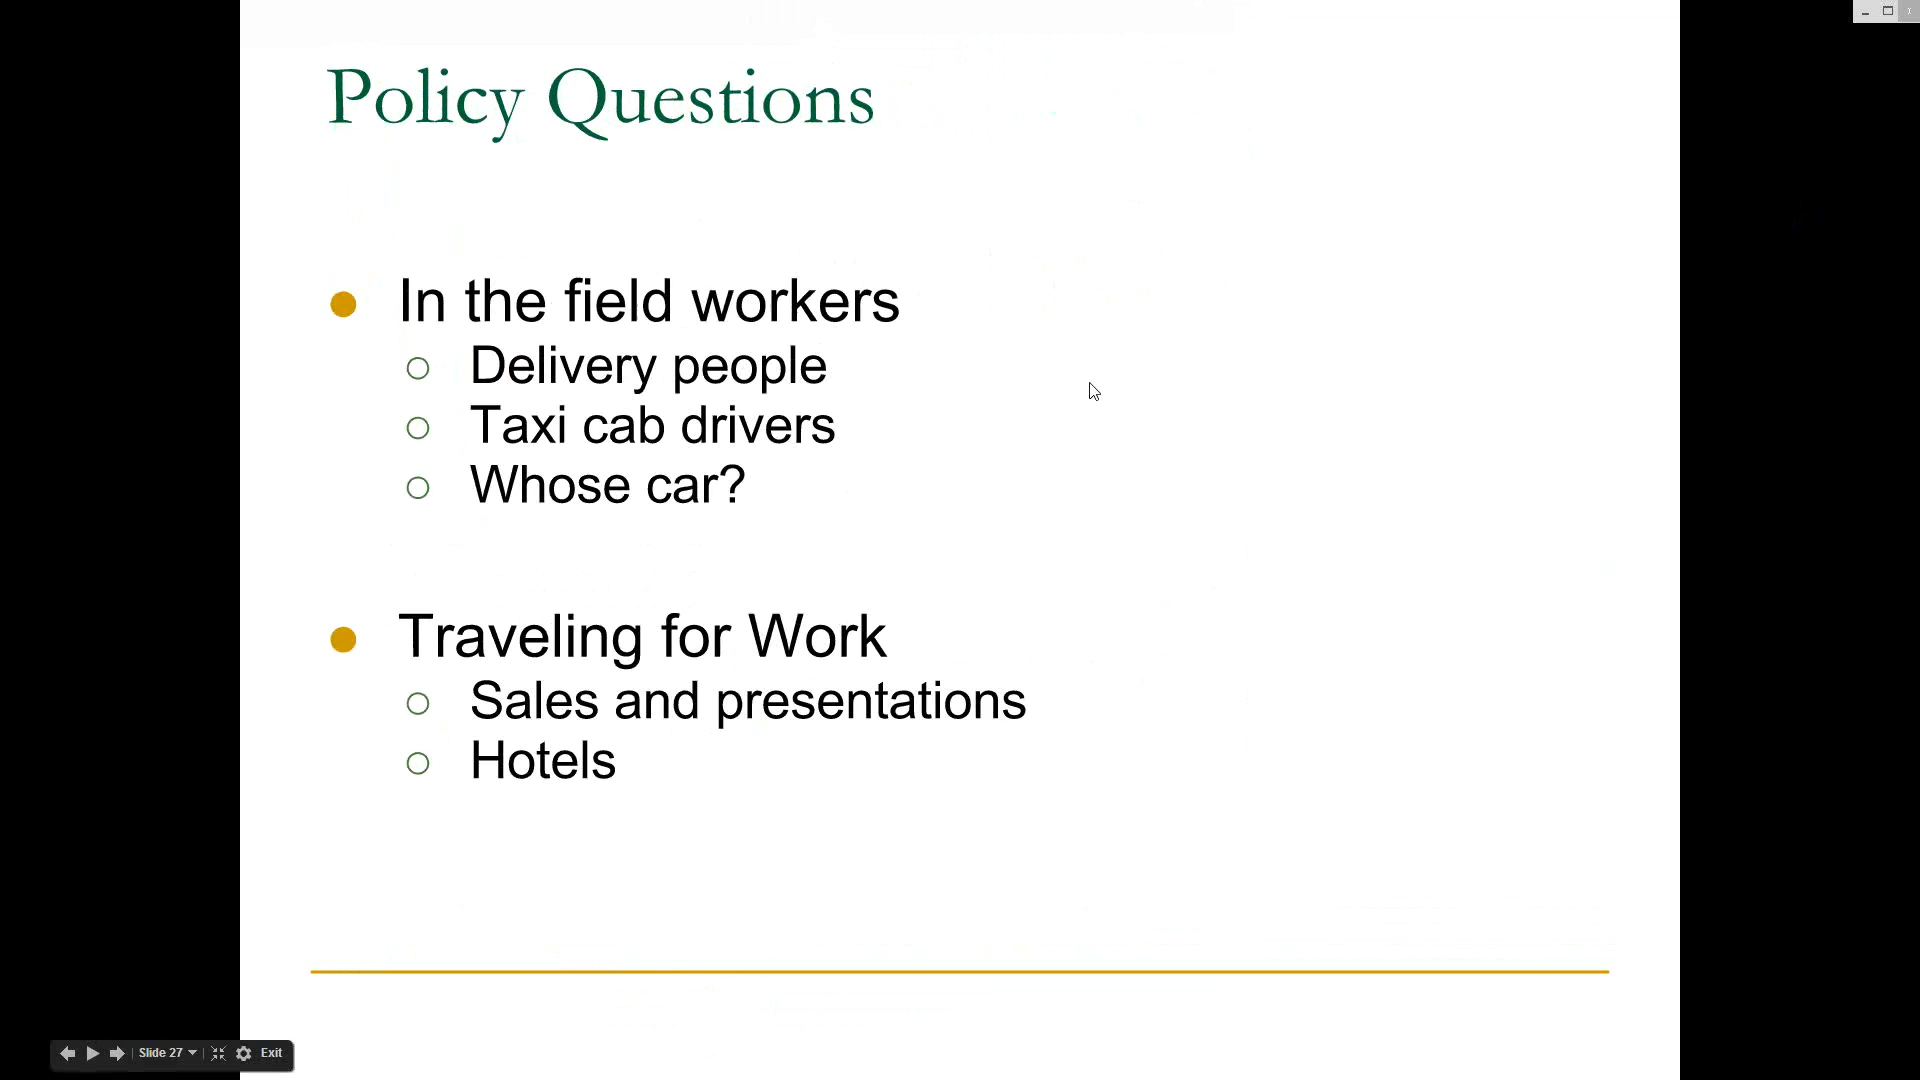 Policy Questions
In the field workers
Delivery people
Taxi cab drivers
Whose car?
Traveling for Work
Sales and presentations
Hotels
Slide 27
Exit